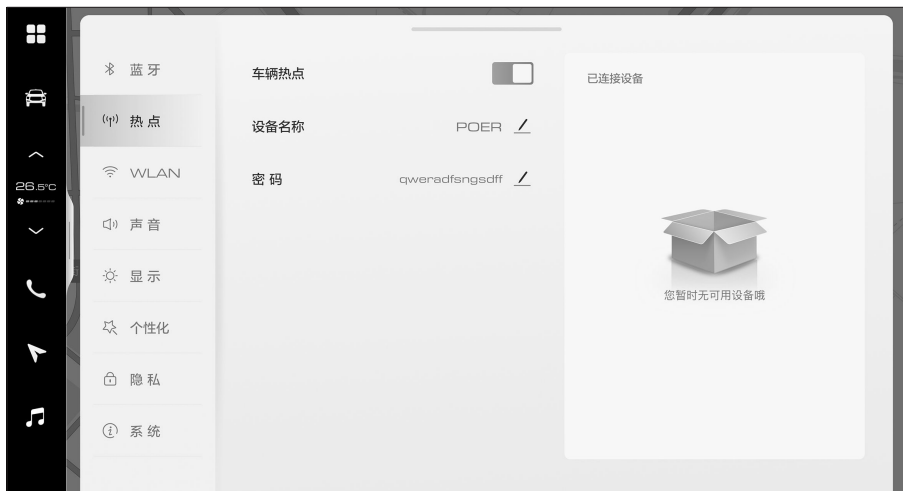 26.5°C
蓝牙
热点
WLAN
声音
显示
个性化
隐私
系统
车辆热点
设备名称
POER
密码
qweradfsngsdff
已连接设备
您暂时无可用设备哦